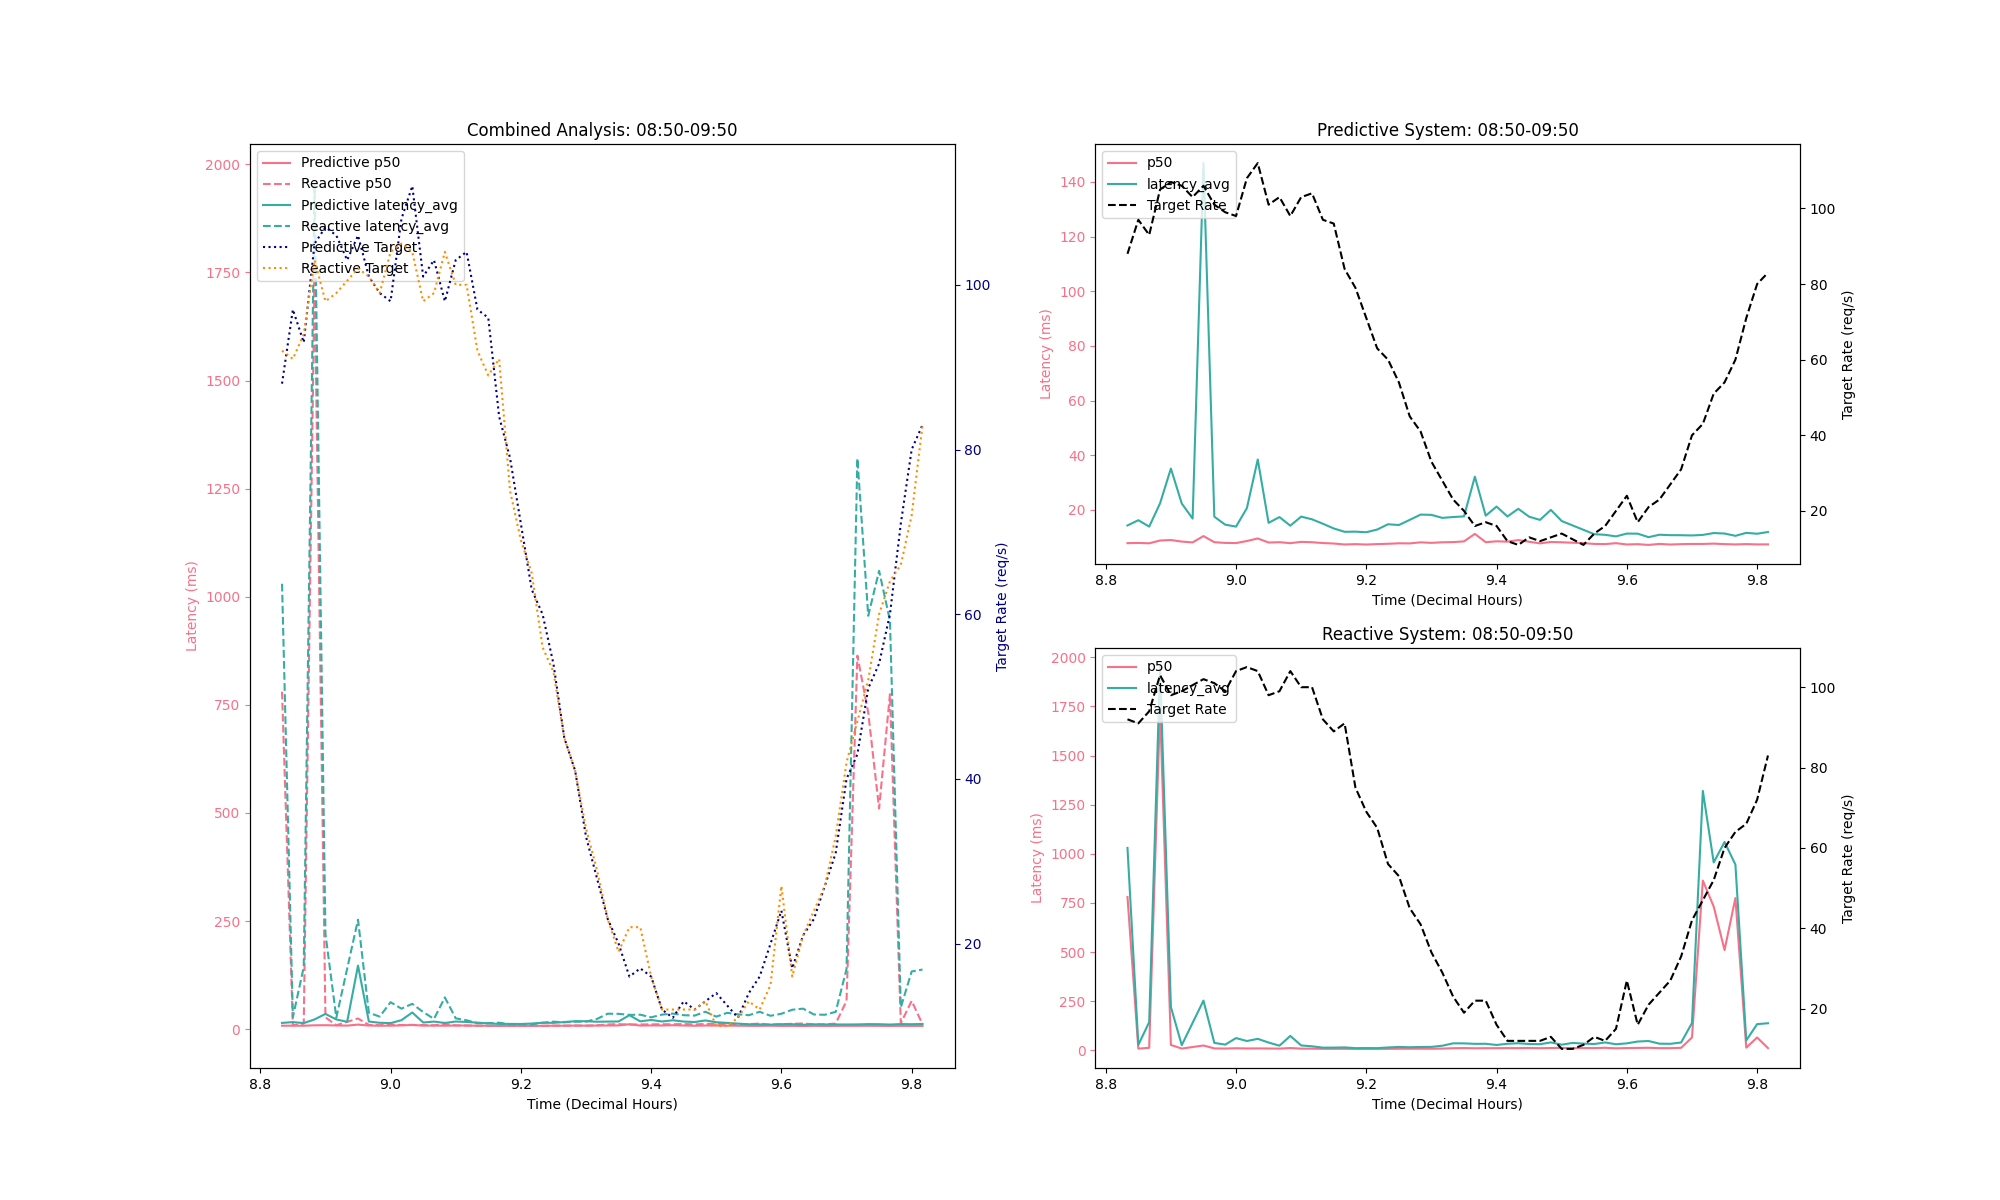 Combined Analysis: 08:50-09:50
Predictive p50
Reactive p50
Predictive latency_avg
Reactive latency_avg
Predictive Target
Reactive Target
2000
1750
1500
1250
1000
750
500
250
0
Latency (ms)
100
80
60
40
20
Target Rate (req/s)
8.8 9.0 9.2 9.4 9.6 9.8
Time (Decimal Hours)
Predictive System: 08:50-09:50
p50
latency_avg
Target Rate
140
120
100
80
60
40
20
Latency (ms)
100
80
60
40
20
Target Rate (req/s)
8.8 9.0 9.2 9.4 9.6 9.8
Time (Decimal Hours)
Reactive System: 08:50-09:50
p50
latency_avg
Target Rate
2000
1750
1500
1250
1000
750
500
250
0
Latency (ms)
100
80
60
40
20
Target Rate (req/s)
8.8 9.0 9.2 9.4 9.6 9.8
Time (Decimal Hours)